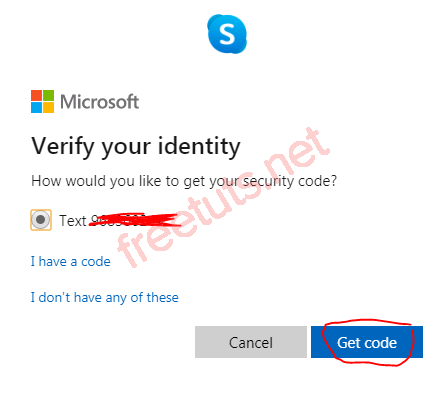 S
Microsoft
Verify your identity
How would you like to get your security code?
Text
I have a code
I don't have any of these
Cancel
Get code
freetuts.net